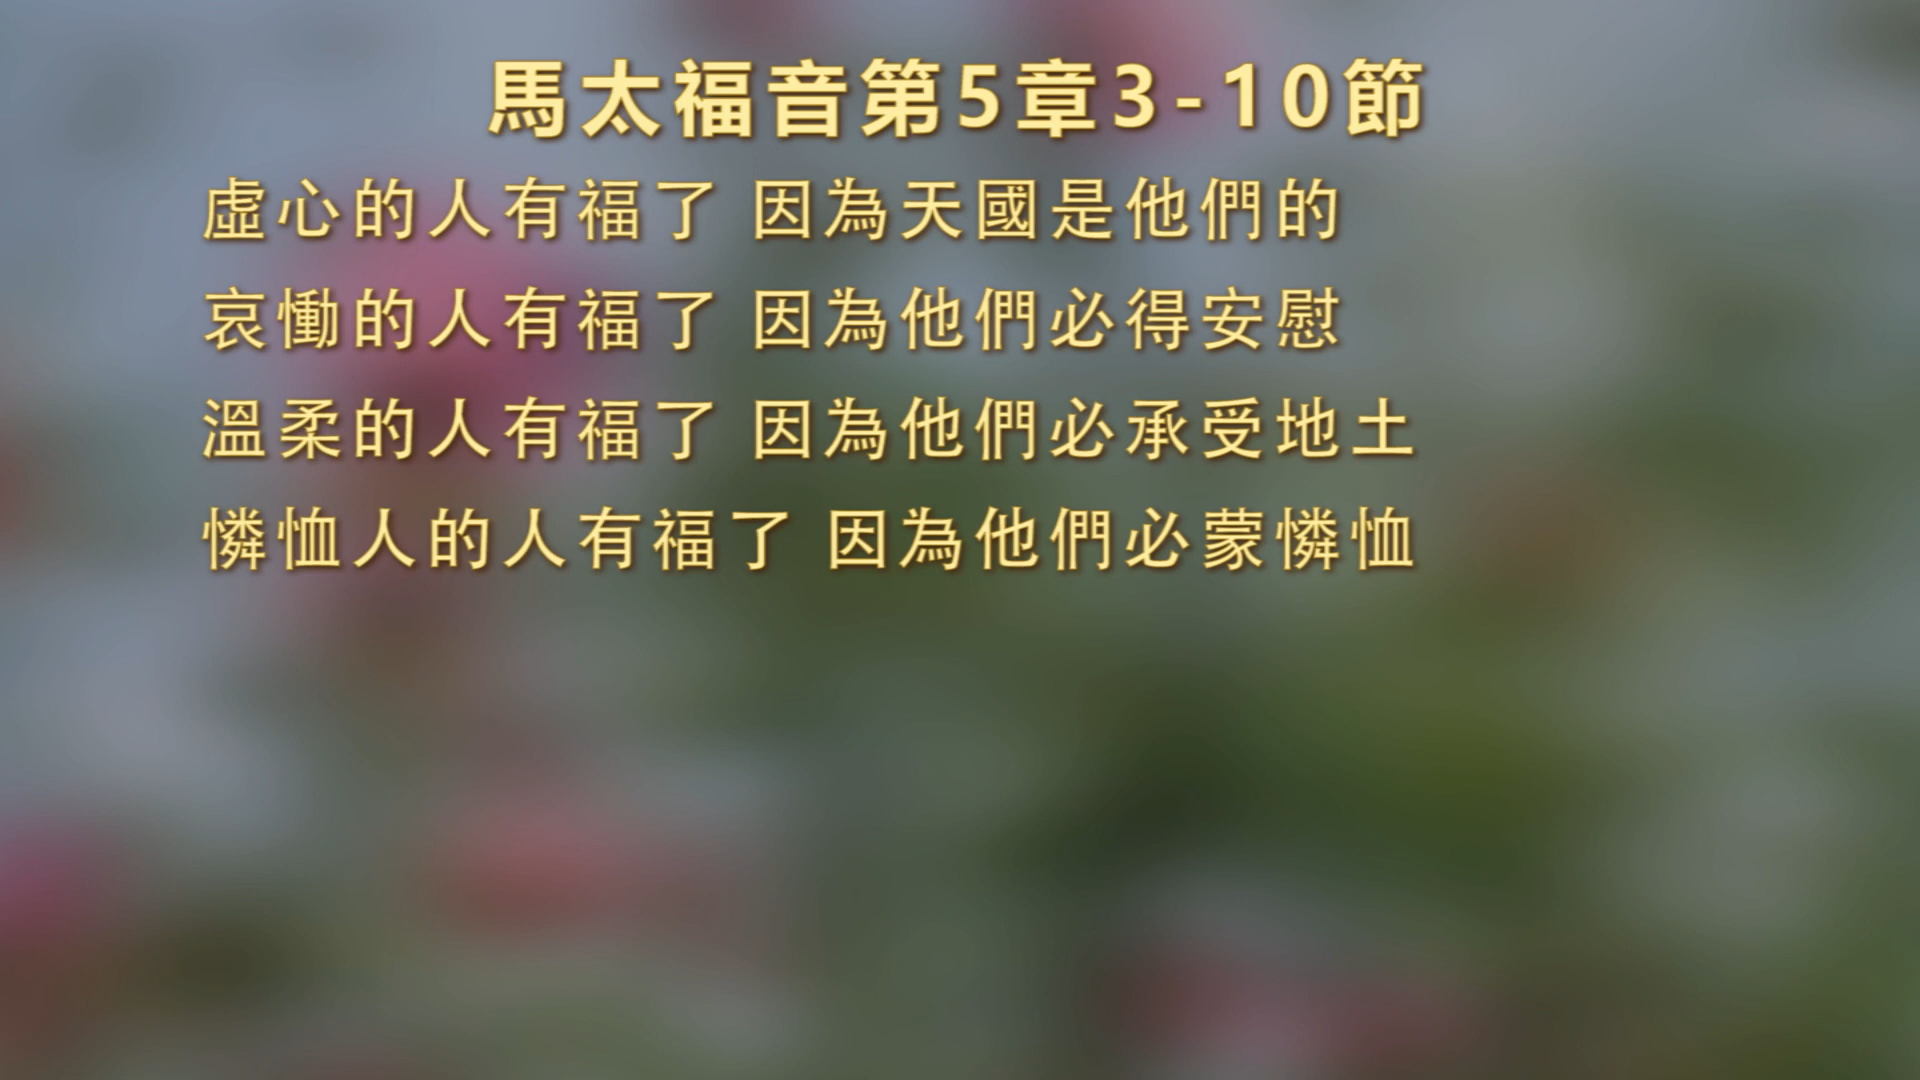 馬太福音第5章3-10節
虛心的人有福了 因為天國是他們的
哀慟的人有福了 因為他們必得安慰
溫柔的人有福了 因為他們必承受地土
憐恤人的人有福了 因為他們必蒙憐恤